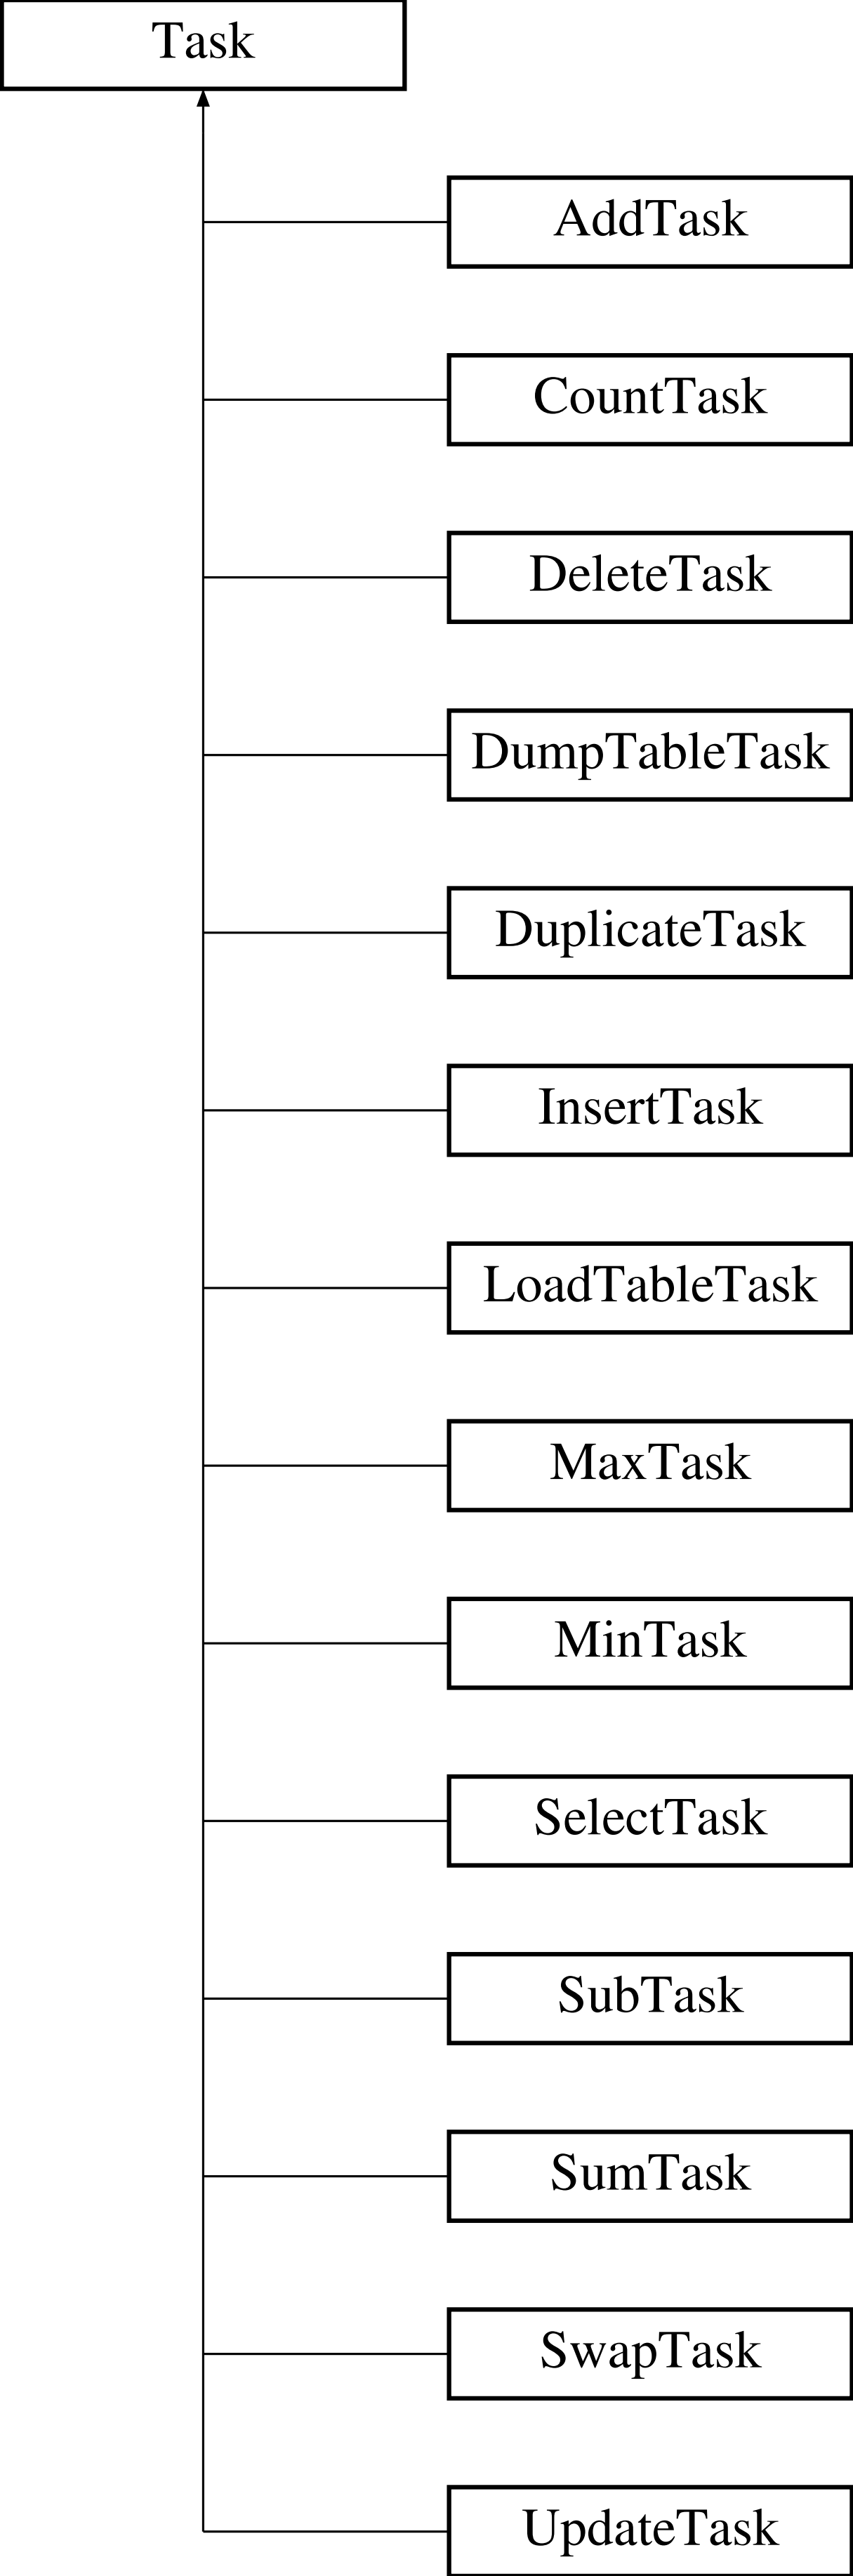 Task
AddTask
CountTask
DeleteTask
DumpTableTask
DuplicateTask
InsertTask
LoadTableTask
MaxTask
MinTask
SelectTask
SubTask
SumTask
SwapTask
UpdateTask